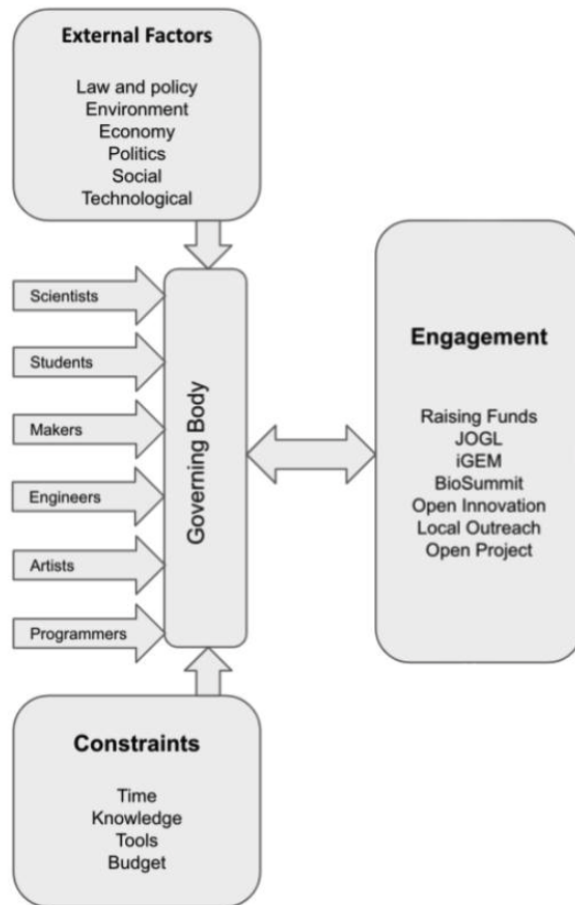 External Factors
Law and policy
Environment
Economy
Politics
Social
Technological
Scientists
Students
Makers
Engineers
Artists
Programmers
Governing Body
Engagement
Raising Funds
JOGL
iGEM
BioSummit
Open Innovation
Local Outreach
Open Project
Constraints
Time
Knowledge
Tools
Budget